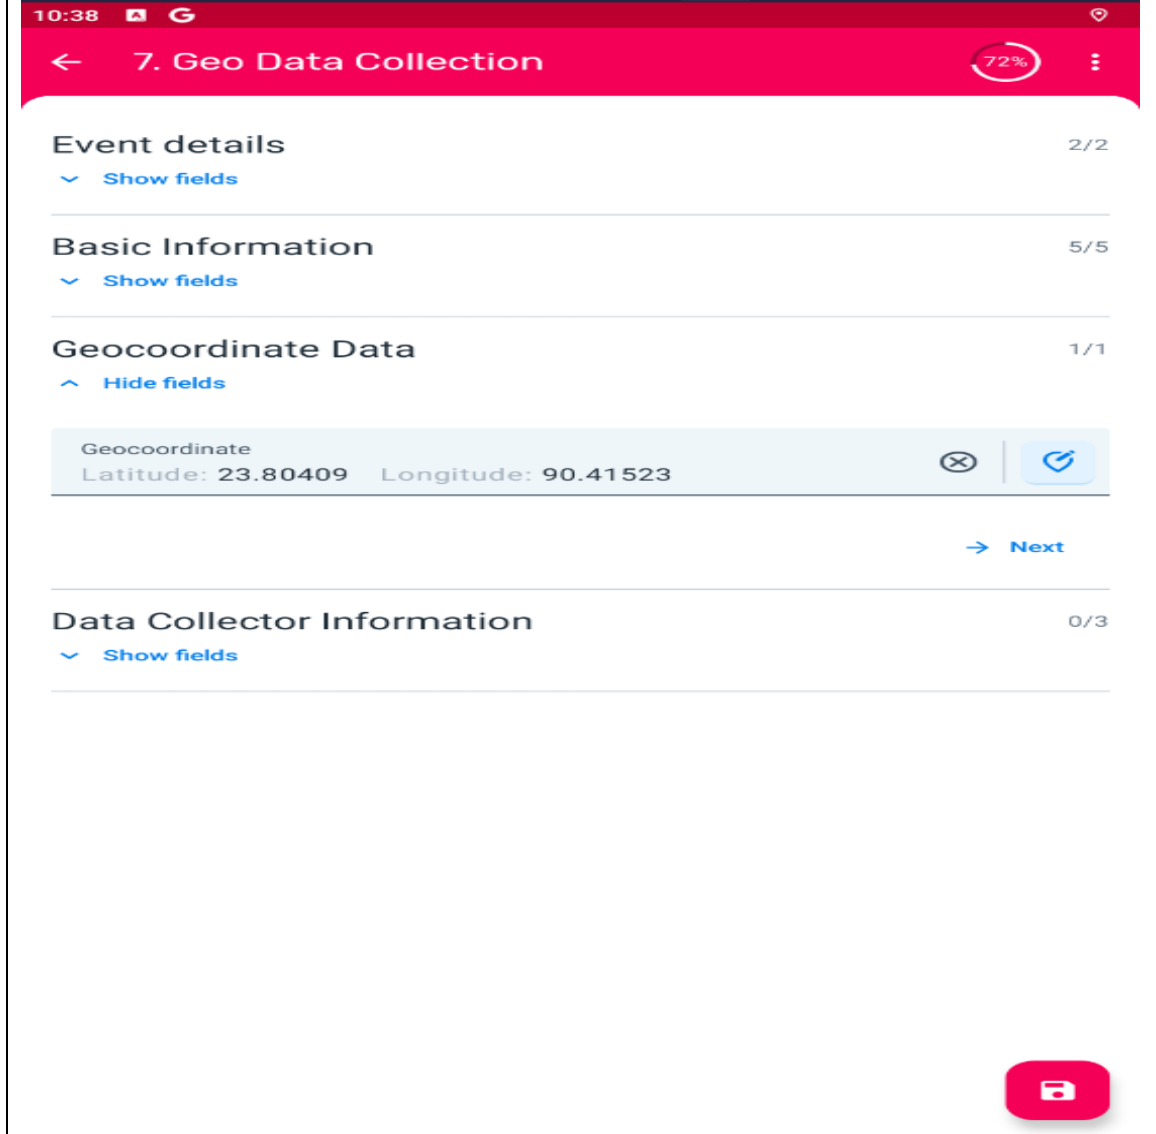 10:38 G
7. Geo Data Collection 72%
Event details 2/2
Show fields
Basic Information 5/5
Show fields
Geocoordinate Data 1/1
Hide fields
Geocoordinate
Latitude: 23.80409 Longitude: 90.41523
Next
Data Collector Information 0/3
Show fields